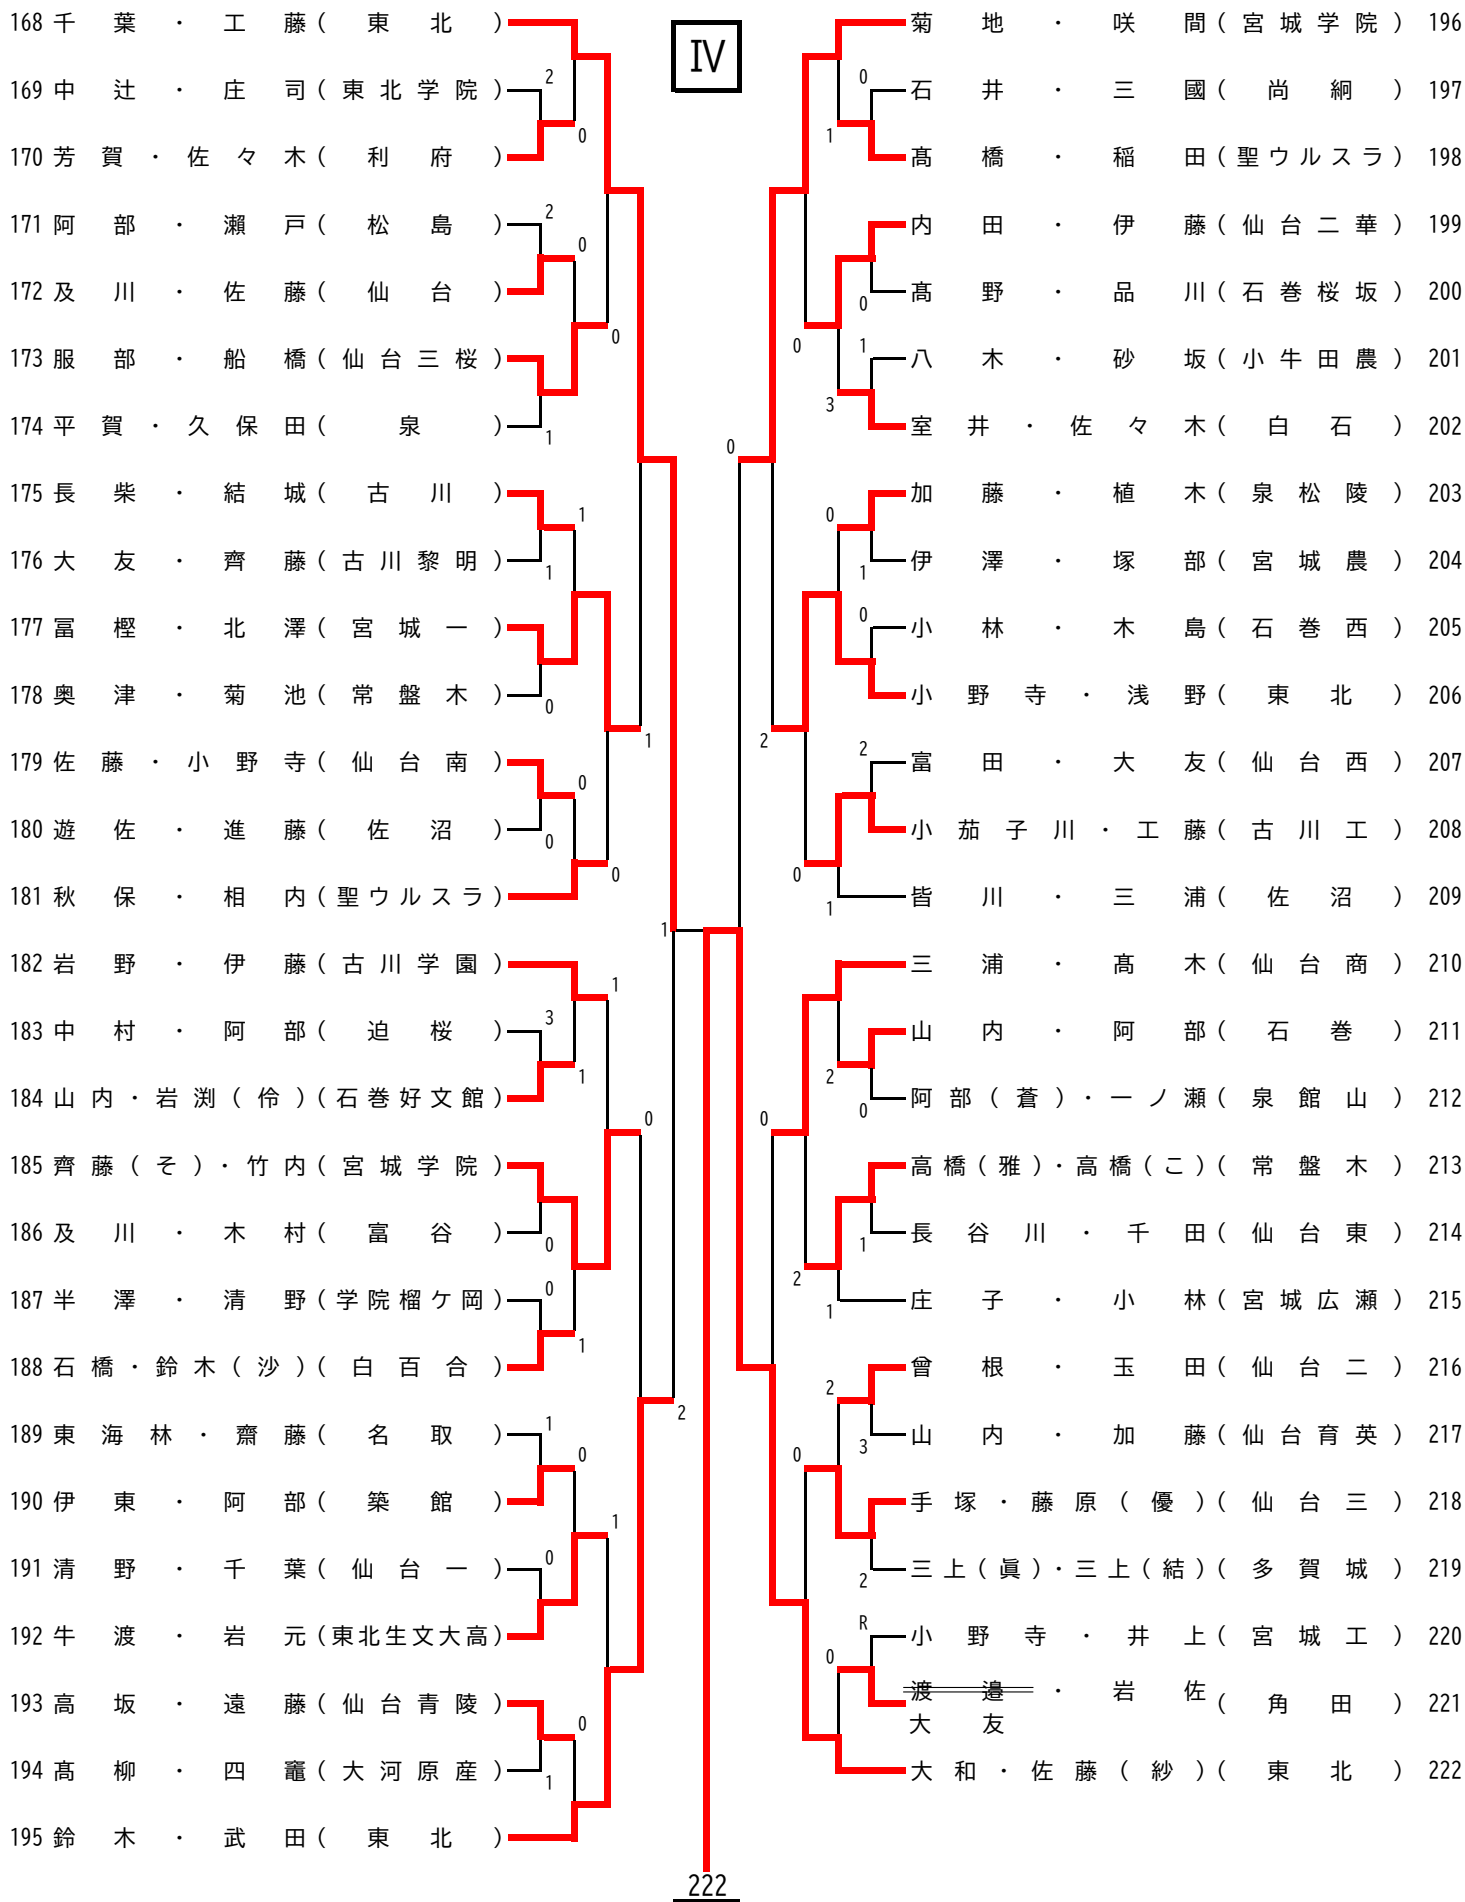 Ⅳ
168 千葉・工藤(東北)
169 中辻・庄司(東北学院)
170 芳賀・佐々木(利府)
171 阿部・瀬戸(松島)
172 及川・佐藤(仙台)
173 服部・船橋(仙台三桜)
174 平賀・久保田(泉)
175 長柴・結城(古川)
176 大友・齊藤(古川黎明)
177 冨樫・北澤(宮城一)
178 奥津・菊池(常盤木)
179 佐藤・小野寺(仙台南)
180 遊佐・進藤(佐沼)
181 秋保・相内(聖ウルスラ)
182 岩野・伊藤(古川学園)
183 中村・阿部(迫桜)
184 山内・岩渕(伶)(石巻好文館)
185 齊藤(そ)・竹内(宮城学院)
186 及川・木村(富谷)
187 半澤・清野(学院榴ケ岡)
188 石橋・鈴木(沙)(白百合)
189 東海林・齋藤(名取)
190 伊東・阿部(築館)
191 清野・千葉(仙台一)
192 牛渡・岩元(東北生文大高)
193 高坂・遠藤(仙台青陵)
194 髙柳・四竈(大河原産)
195 鈴木・武田(東北)
2
0
2
0
0
1
1
1
0
1
0
0
0
1
1
3
1
0
0
0
1
2
1
0
1
0
0
1
222
菊地・咲間(宮城学院) 196
石井・三國(尚絅) 197
髙橋・稲田(聖ウルスラ) 198
内田・伊藤(仙台二華) 199
髙野・品川(石巻桜坂) 200
八木・砂坂(小牛田農) 201
室井・佐々木(白石) 202
加藤・植木(泉松陵) 203
伊澤・塚部(宮城農) 204
小林・木島(石巻西) 205
小野寺・浅野(東北) 206
富田・大友(仙台西) 207
小茄子川・工藤(古川工) 208
皆川・三浦(佐沼) 209
三浦・髙木(仙台商) 210
山内・阿部(石巻) 211
阿部(蒼)・一ノ瀬(泉館山) 212
高橋(雅)・高橋(こ)(常盤木) 213
長谷川・千田(仙台東) 214
庄子・小林(宮城広瀬) 215
曾根・玉田(仙台二) 216
山内・加藤(仙台育英) 217
手塚・藤原(優)(仙台三) 218
三上(眞)・三上(結)(多賀城) 219
小野寺・井上(宮城工) 220
渡邉・岩佐(角田) 221
大友
大和・佐藤(紗)(東北) 222
0
1
0
0
1
3
0
0
1
0
2
2
0
1
2
0
0
1
2
1
2
3
0
2
R
0